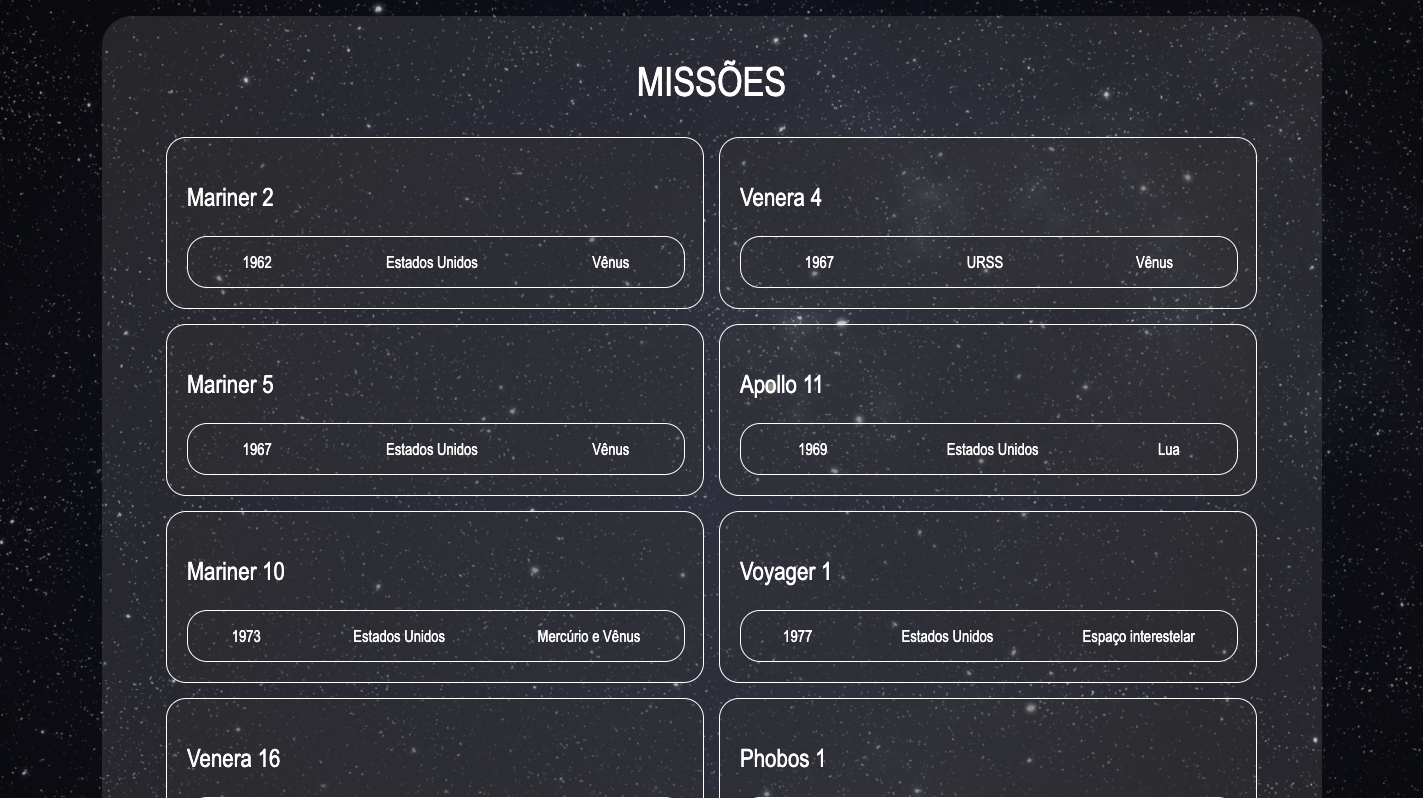 MISSÕES
Mariner 2
1962 Estados Unidos Vênus
Venera 4
1967 URSS Vênus
Mariner 5
1967 Estados Unidos Vênus
Apollo 11
1969 Estados Unidos Lua
Mariner 10
1973 Estados Unidos Mercúrio e Vênus
Voyager 1
1977 Estados Unidos Espaço interestelar
Venera 16
Phobos 1